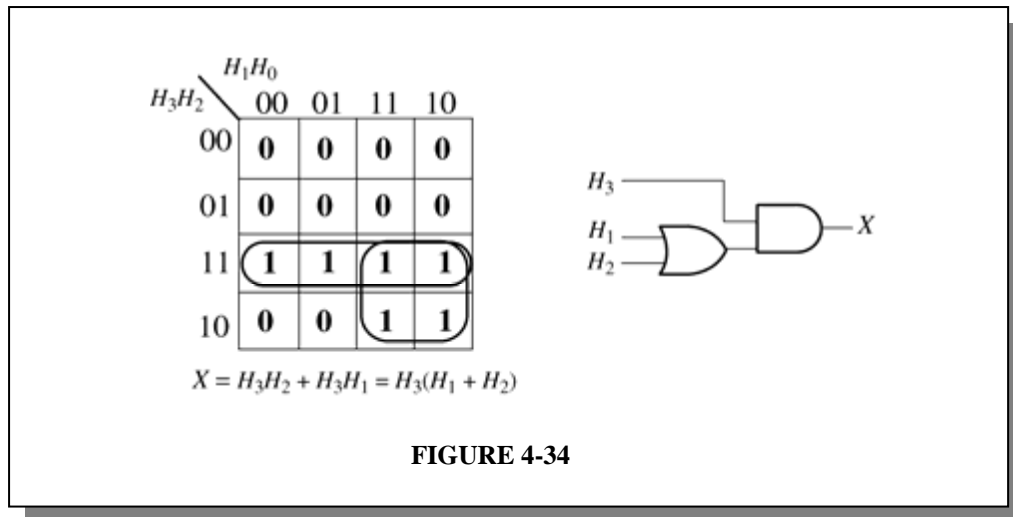 H₁H₀
H₃H₂ 00 01 11 10
00 0 0 0 0
01 0 0 0 0
11 1 1 1 1
10 0 0 1 1
X = H₃H₂ + H₃H₁ = H₃(H₁ + H₂)
H₃
H₁
H₂
X
FIGURE 4-34